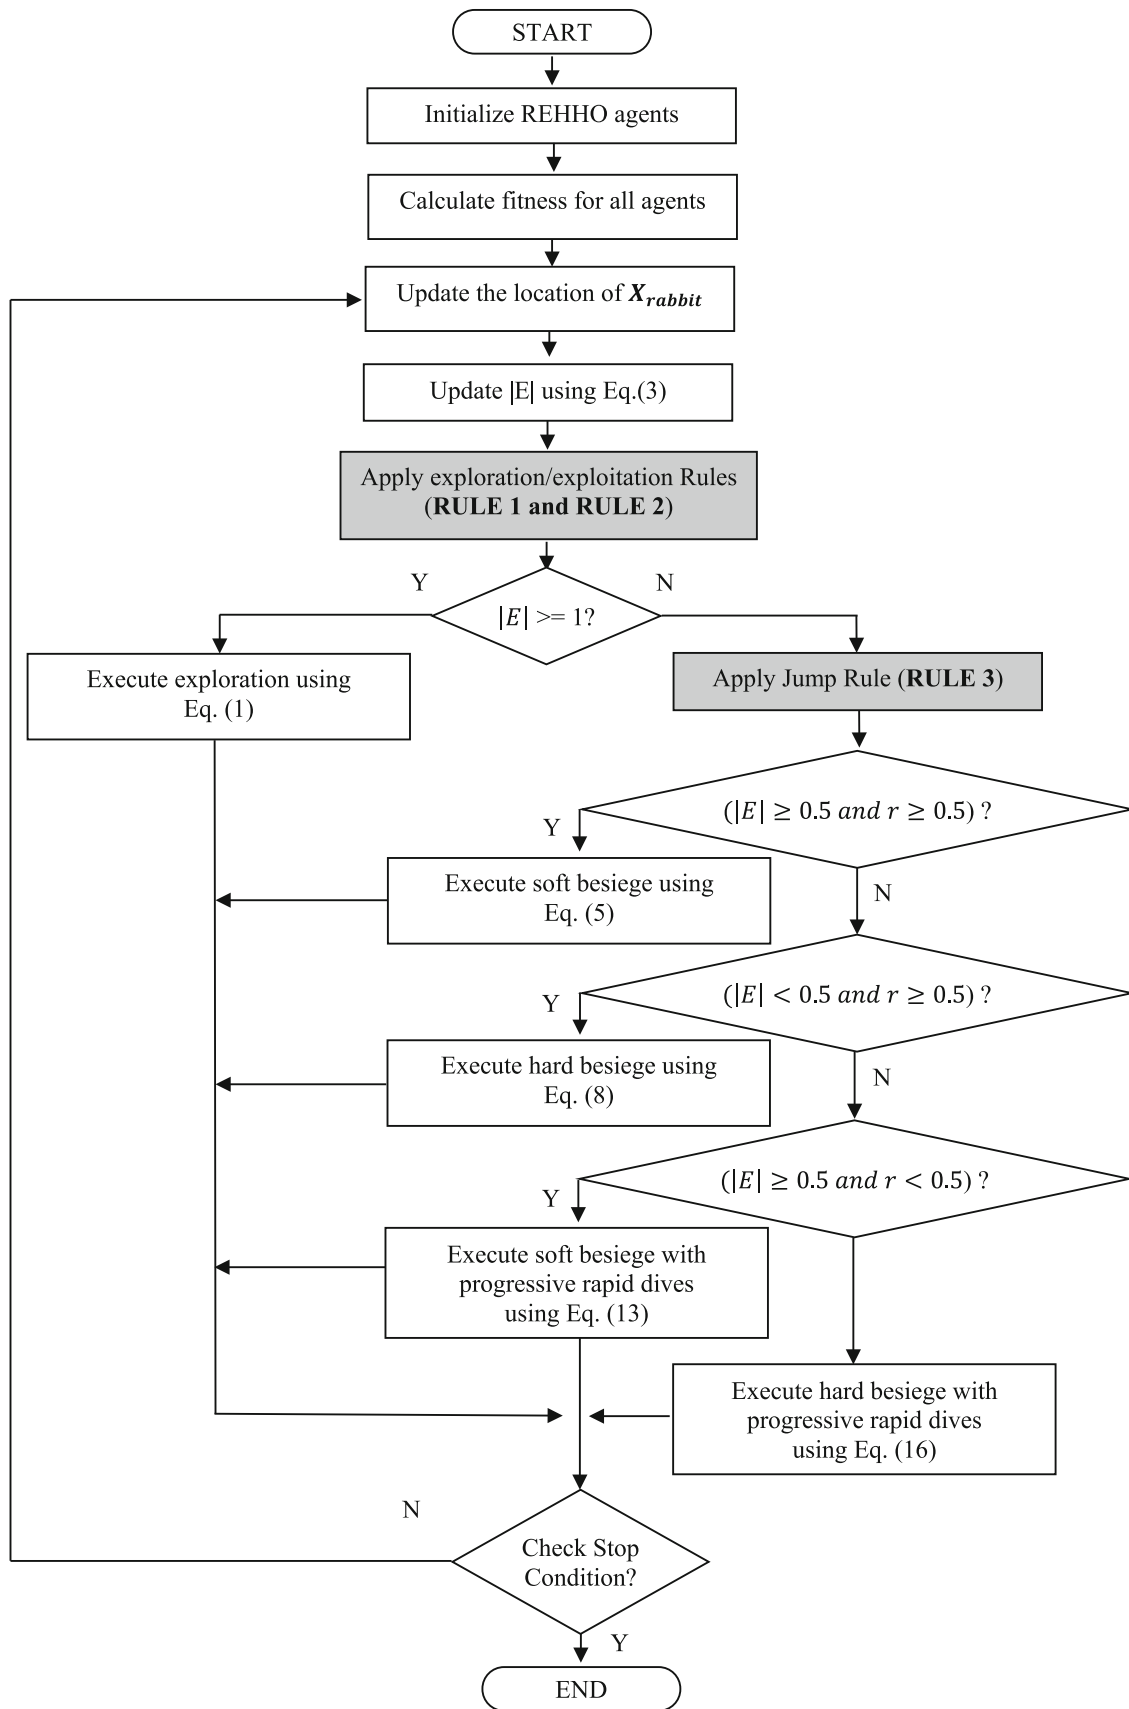 START
Initialize REHHO agents
Calculate fitness for all agents
Update the location of X_rabbit
Update |E| using Eq.(3)
Apply exploration/exploitation Rules
(RULE 1 and RULE 2)
Y
N
|E| >= 1?
Execute exploration using
Eq. (1)
Apply Jump Rule (RULE 3)
(|E| ≥ 0.5 and r ≥ 0.5) ?
Y
Execute soft besiege using
Eq. (5)
N
(|E| < 0.5 and r ≥ 0.5) ?
Y
Execute hard besiege using
Eq. (8)
N
(|E| ≥ 0.5 and r < 0.5) ?
Y
Execute soft besiege with
progressive rapid dives
using Eq. (13)
Execute hard besiege with
progressive rapid dives
using Eq. (16)
N
Check Stop
Condition?
Y
END